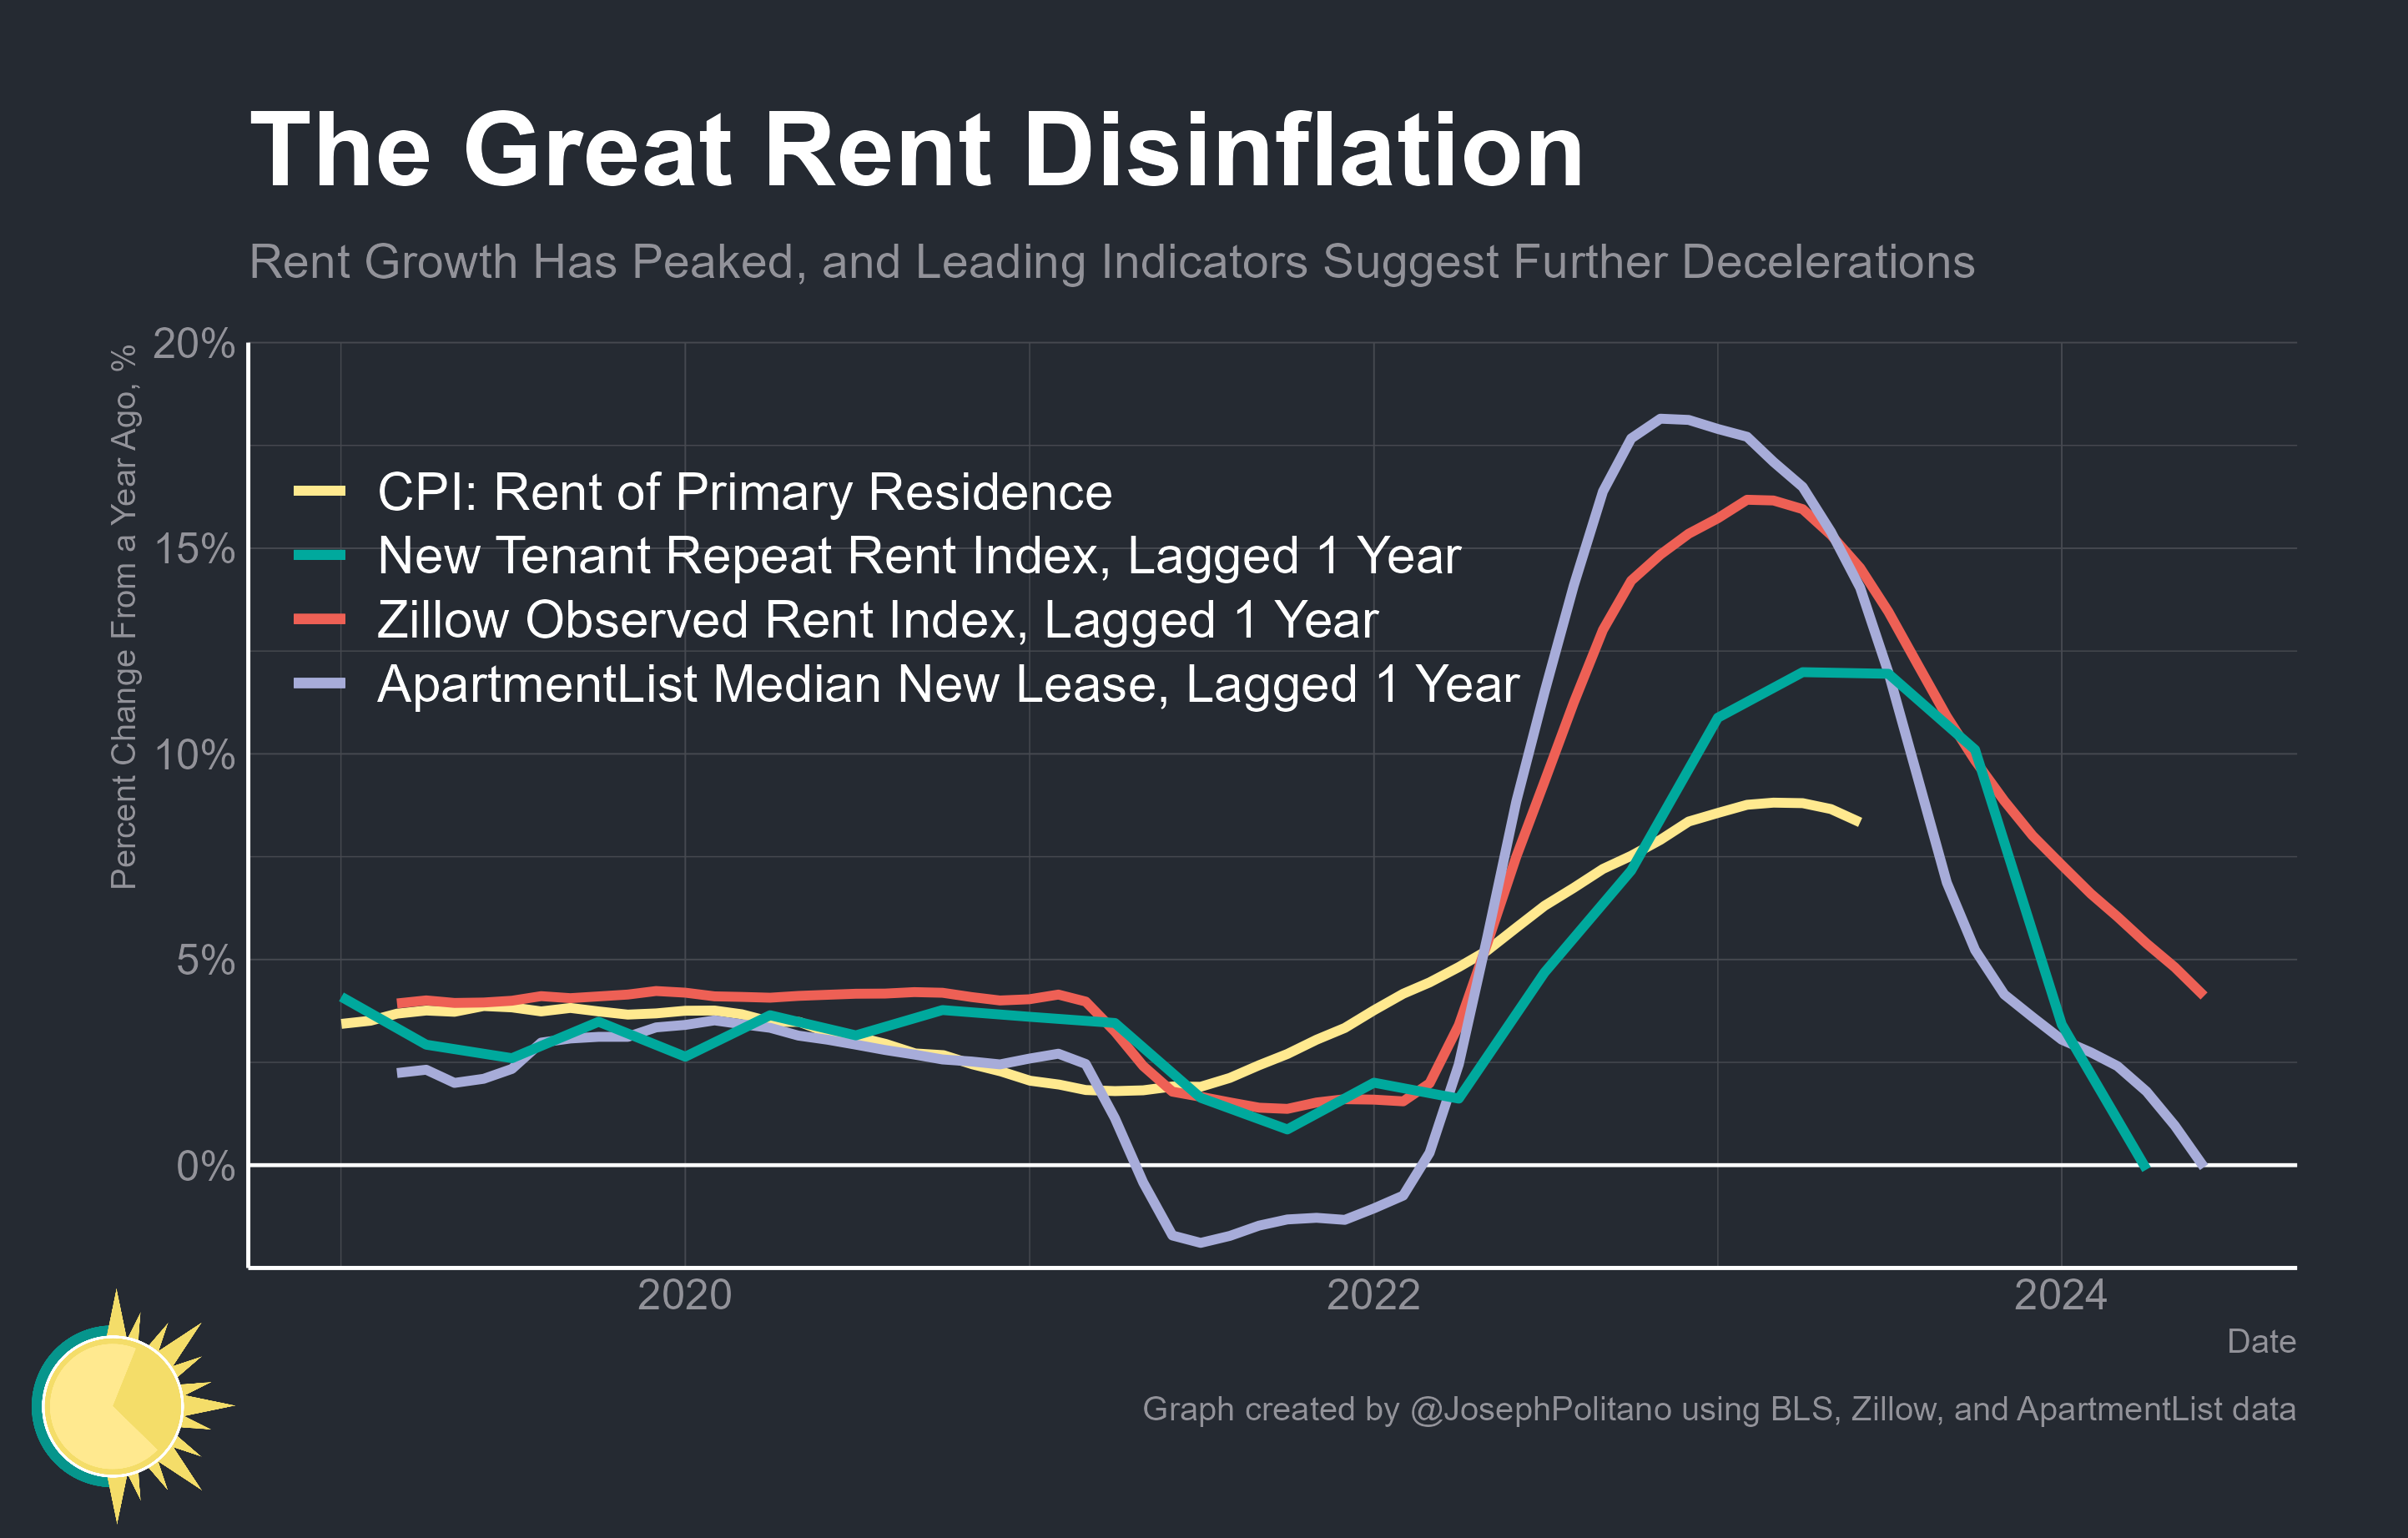 The Great Rent Disinflation
Rent Growth Has Peaked, and Leading Indicators Suggest Further Decelerations
Percent Change From a Year Ago, %
20%
15%
10%
5%
0%
CPI: Rent of Primary Residence
New Tenant Repeat Rent Index, Lagged 1 Year
Zillow Observed Rent Index, Lagged 1 Year
ApartmentList Median New Lease, Lagged 1 Year
2020
2022
2024
Date
Graph created by @JosephPolitano using BLS, Zillow, and ApartmentList data